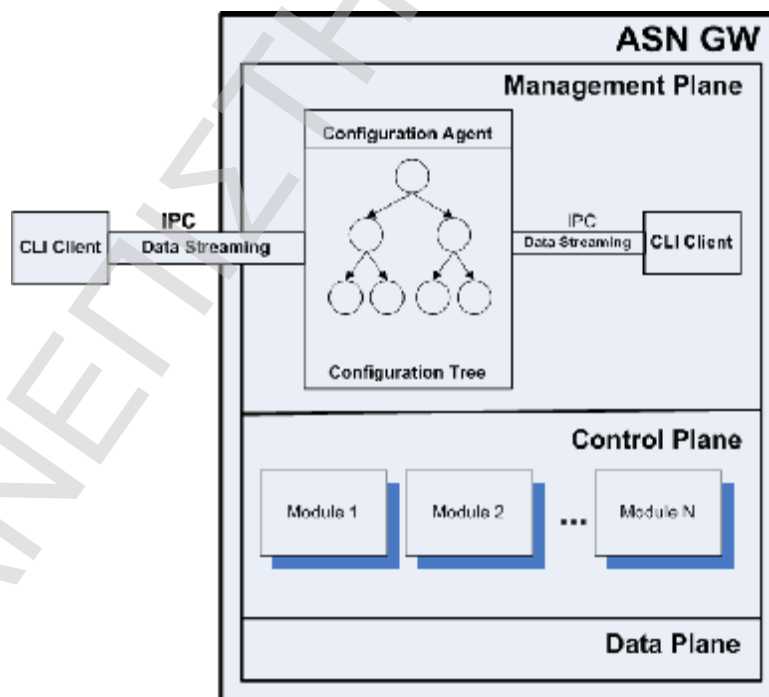 ASN GW
Management Plane
Configuration Agent
IPC
Data Streaming
CLI Client
IPC
Data Streaming
CLI Client
Configuration Tree
Control Plane
Module 1
Module 2
...
Module N
Data Plane
ΑΝΕΠΙΣΤΗ